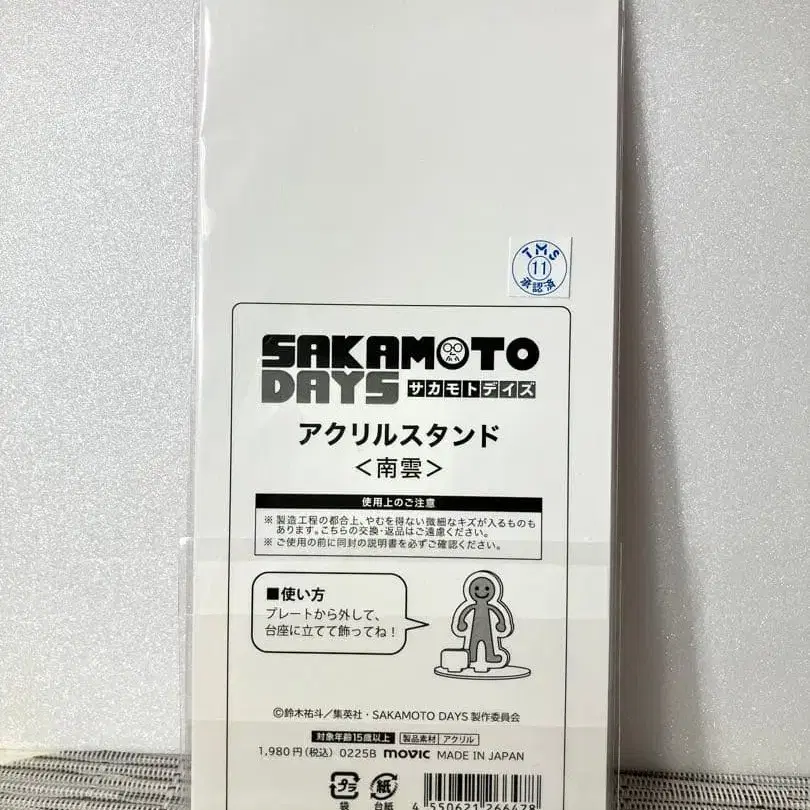 TMS
11
承認済
SAKAMOTO
DAYS サカモトデイズ
アクリルスタンド
＜南雲＞
使用上のご注意
※ 製造工程の都合上、やむを得ない微細なキズが入るものも
あります。こちらの交換・返品はご遠慮ください。
※ ご使用の前に同封の説明書を必ずご確認ください。
■使い方
プレートから外して、
台座に立てて飾ってね！
©鈴木祐斗／集英社・SAKAMOTO DAYS 製作委員会
対象年齢15歳以上 製品素材 アクリル
1,980円(税込) 0225B movic MADE IN JAPAN
プラ 紙
袋 台紙
4 550621 266478